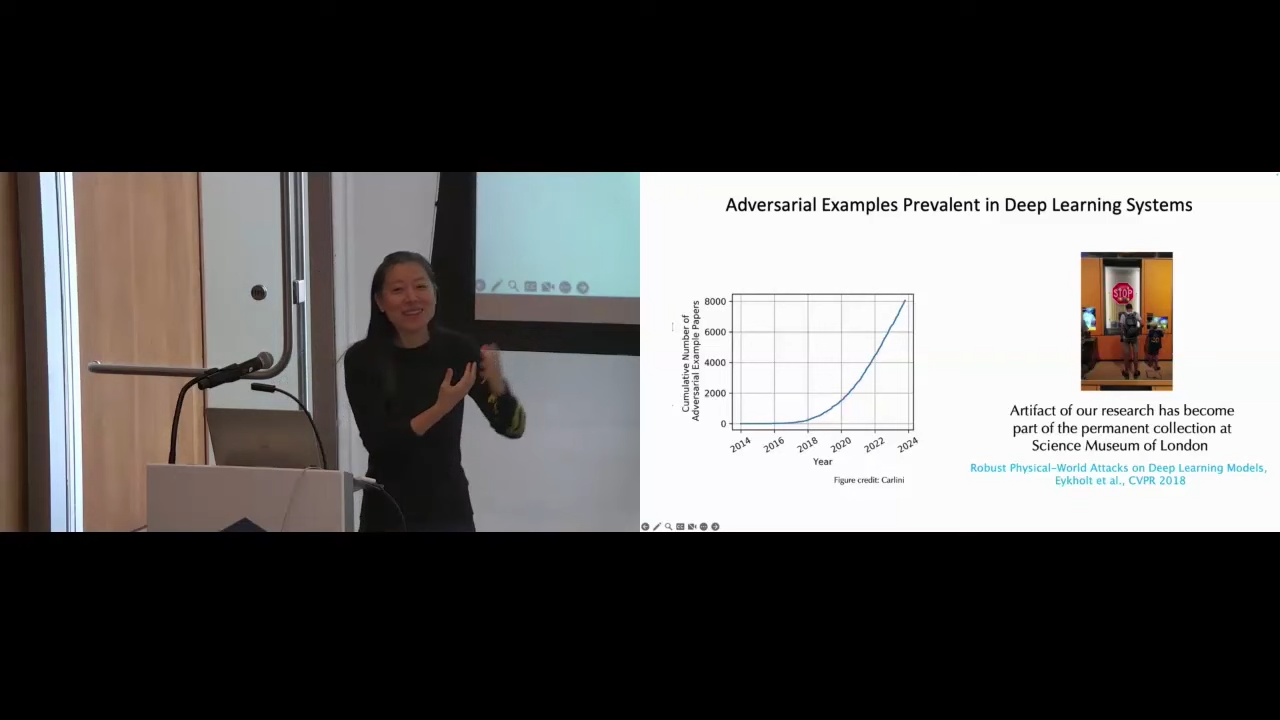 Adversarial Examples Prevalent in Deep Learning Systems
Cumulative Number of
Adversarial Example Papers
8000
6000
4000
2000
0
2014
2016
2018
2020
2022
2024
Year
Figure credit: Carlini
STOP
Artifact of our research has become
part of the permanent collection at
Science Museum of London
Robust Physical-World Attacks on Deep Learning Models,
Eykholt et al., CVPR 2018